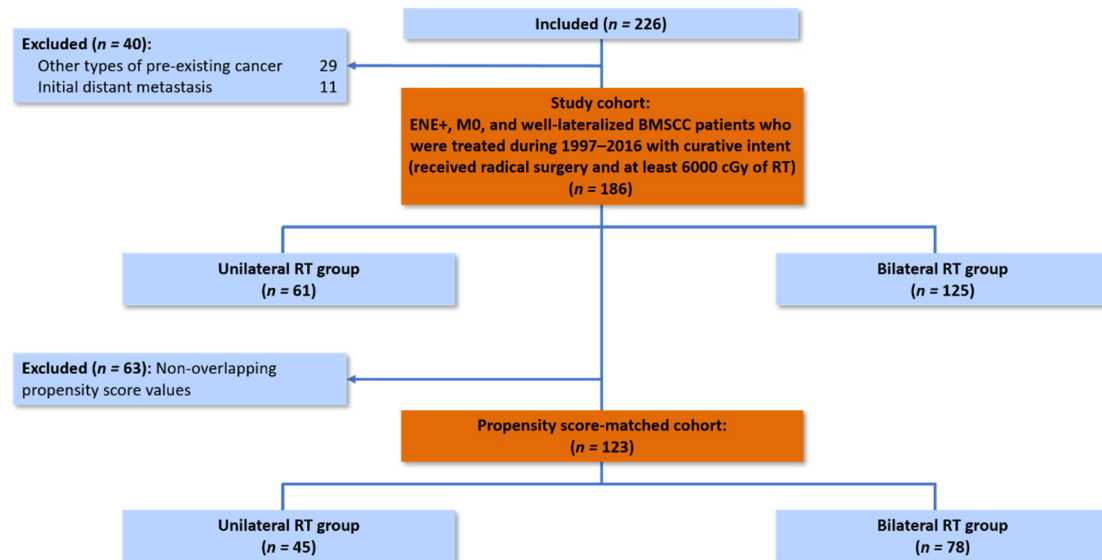 Included (n = 226)
Excluded (n = 40):
Other types of pre-existing cancer 29
Initial distant metastasis 11
Study cohort:
ENE+, M0, and well-lateralized BMSCC patients who
were treated during 1997–2016 with curative intent
(received radical surgery and at least 6000 cGy of RT)
(n = 186)
Unilateral RT group
(n = 61)
Bilateral RT group
(n = 125)
Excluded (n = 63): Non-overlapping
propensity score values
Propensity score-matched cohort:
(n = 123)
Unilateral RT group
(n = 45)
Bilateral RT group
(n = 78)